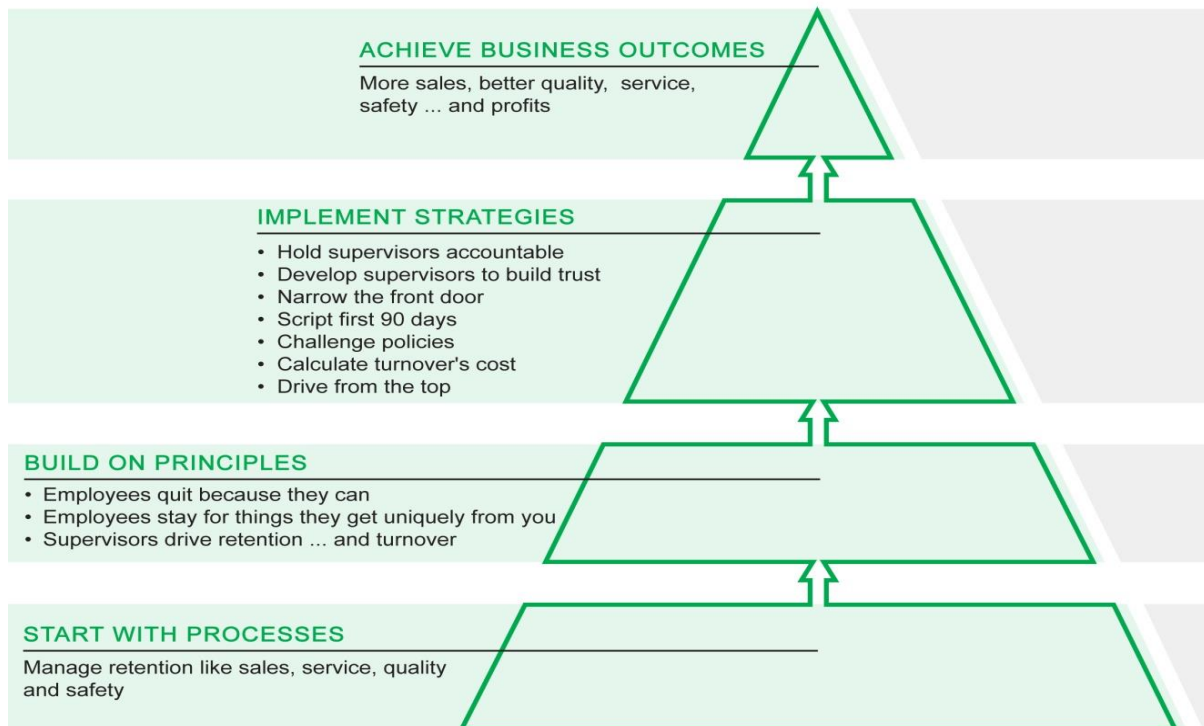 ACHIEVE BUSINESS OUTCOMES
More sales, better quality, service,
safety ... and profits
IMPLEMENT STRATEGIES
• Hold supervisors accountable
• Develop supervisors to build trust
• Narrow the front door
• Script first 90 days
• Challenge policies
• Calculate turnover's cost
• Drive from the top
BUILD ON PRINCIPLES
• Employees quit because they can
• Employees stay for things they get uniquely from you
• Supervisors drive retention ... and turnover
START WITH PROCESSES
Manage retention like sales, service, quality
and safety